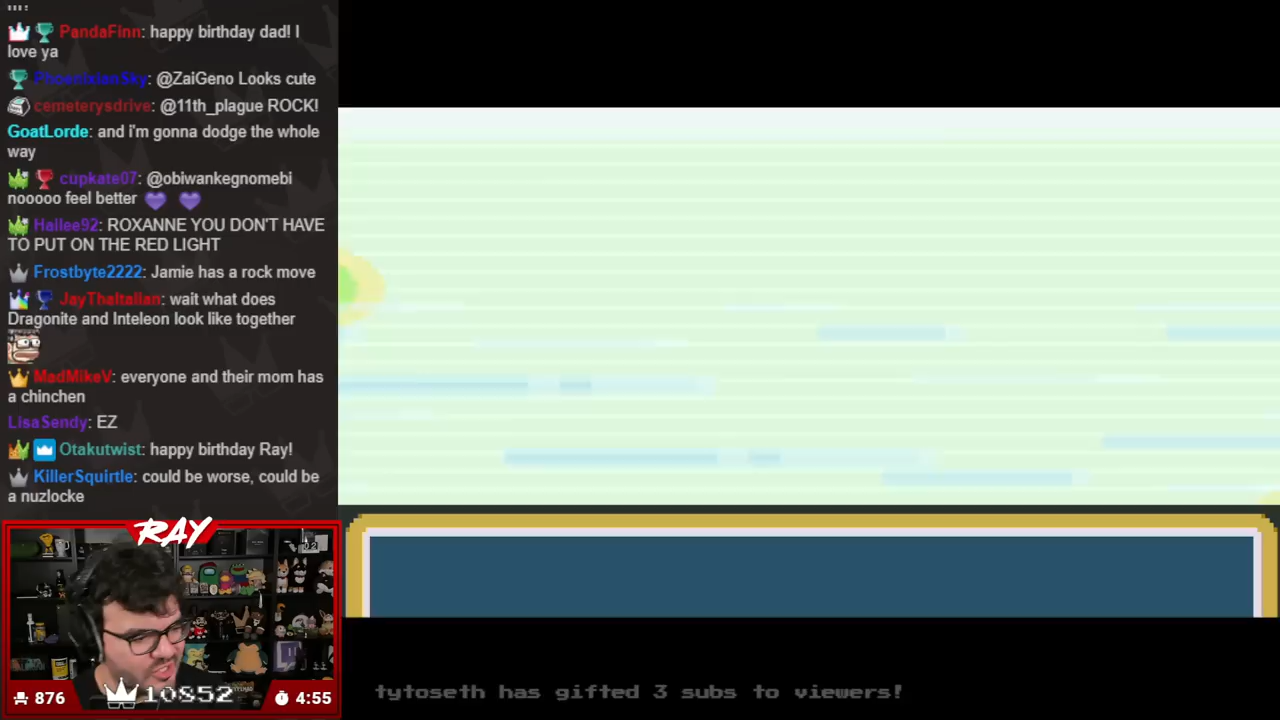 PandaFinn: happy birthday dad! I
love ya
PhoenixianSky: @ZaiGeno Looks cute
cemeterysdrive: @11th_plague ROCK!
GoatLorde: and i'm gonna dodge the whole
way
cupkate07: @obiwankegnomebi
nooooo feel better
Hailee92: ROXANNE YOU DON'T HAVE
TO PUT ON THE RED LIGHT
Frostbyte2222: Jamie has a rock move
JayThaItalian: wait what does
Dragonite and Inteleon look like together
MadMikeV: everyone and their mom has
a chinchen
LisaSendy: EZ
Otakutwist: happy birthday Ray!
KillerSquirtle: could be worse, could be
a nuzlocke
RAY
876
10852
4:55
tytoseth has gifted 3 subs to viewers!